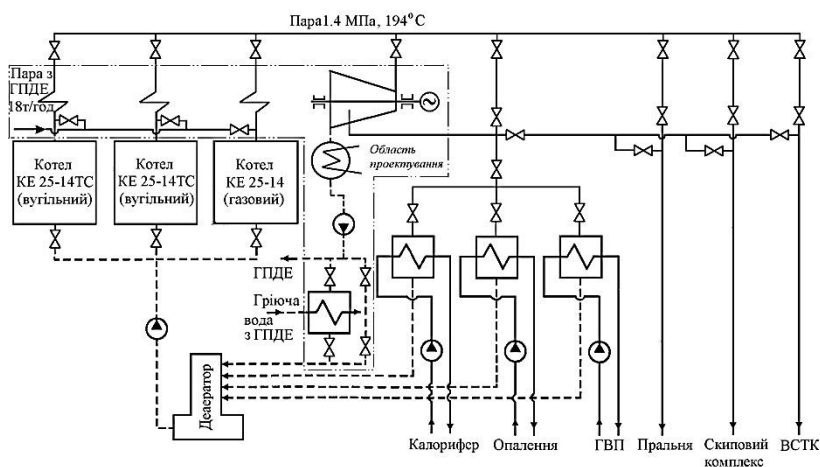 Пара1.4 МПа, 194°С
Пара з
ГПДЕ
18т/год
Область
проектування
Котел
КЕ 25-14ТС
(вугільний)
Котел
КЕ 25-14ТС
(вугільний)
Котел
КЕ 25-14
(газовий)
ГПДЕ
Гріюча
вода
з ГПДЕ
Деаератор
Калорифер
Опалення
ГВП
Пральня
Скиповий
комплекс
ВСТК